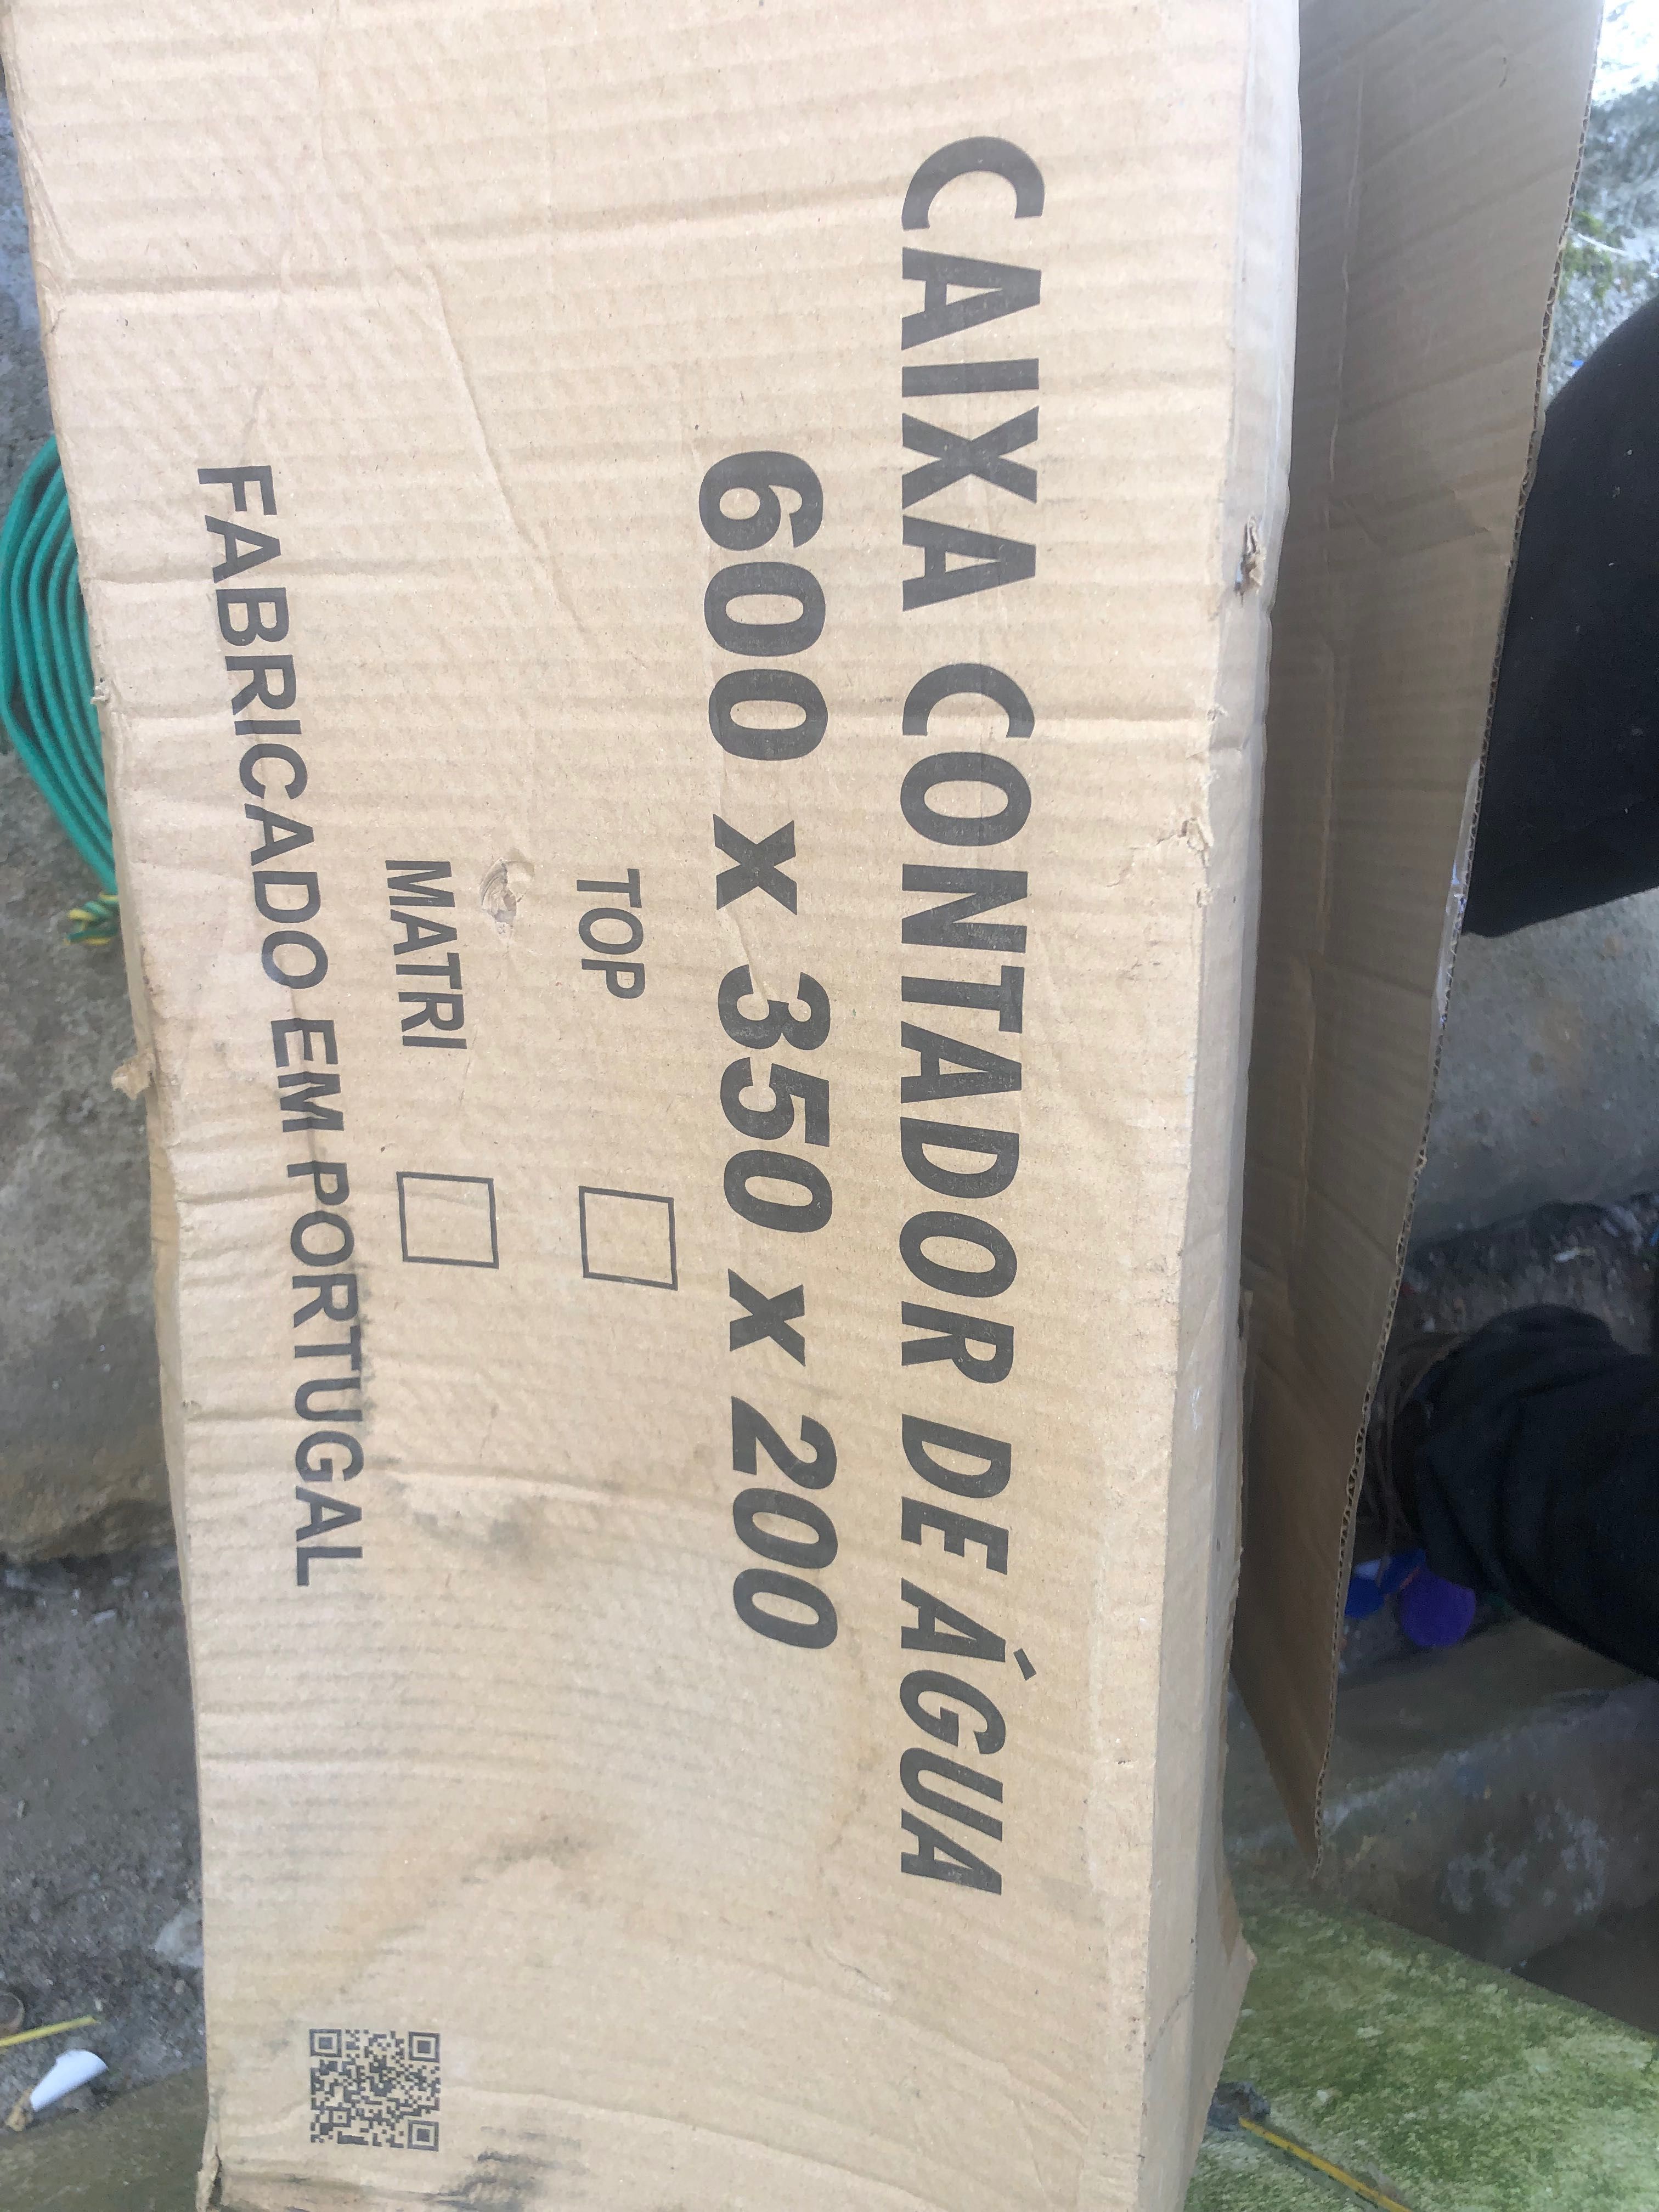 CAIXA CONTADOR DE ÁGUA
600 x 350 x 200
TOP
MATRI
FABRICADO EM PORTUGAL